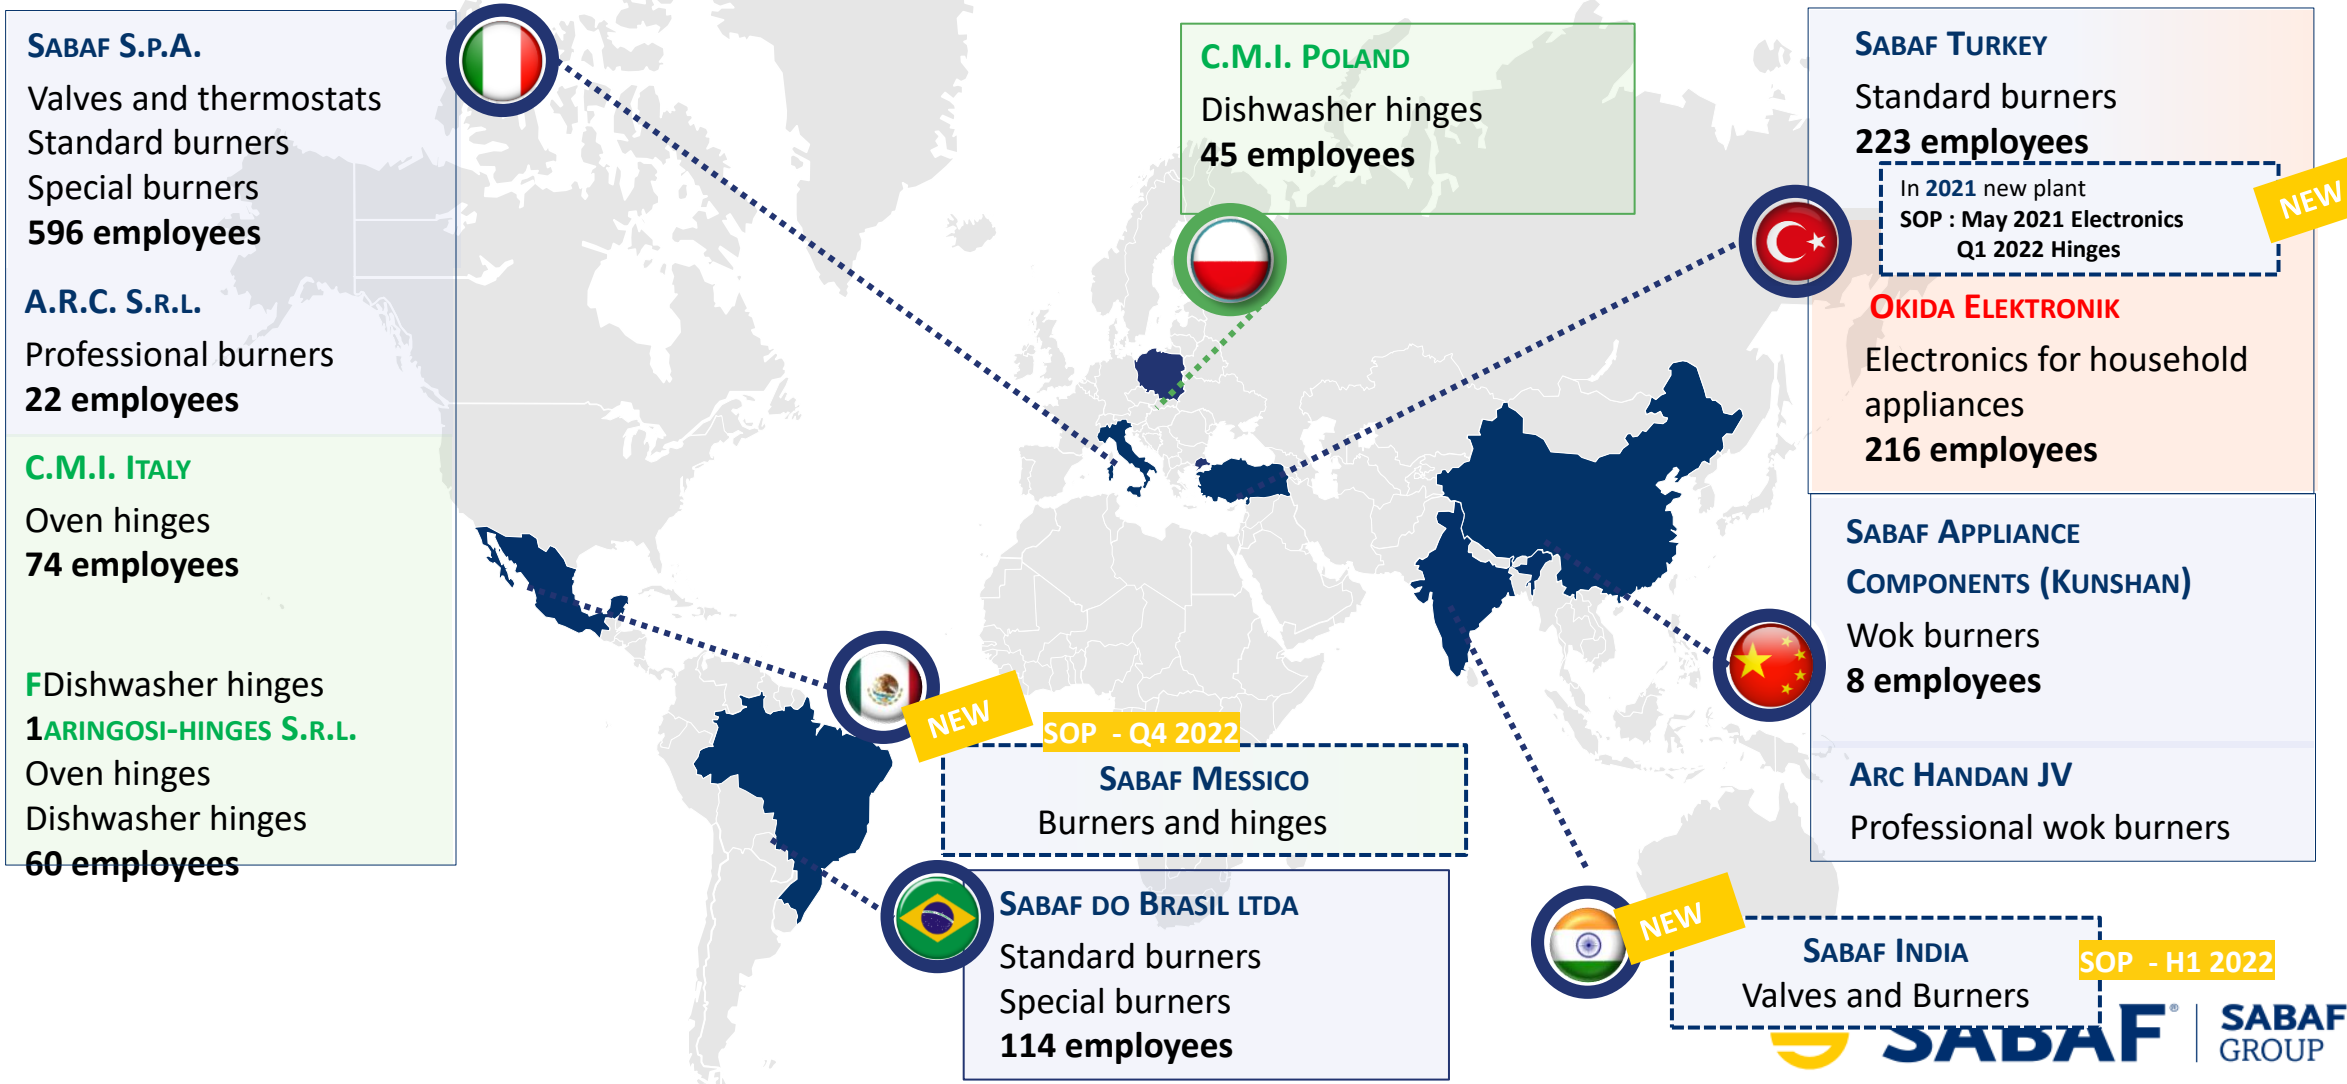 SABAF S.P.A.
Valves and thermostats
Standard burners
Special burners
596 employees
A.R.C. S.R.L.
Professional burners
22 employees
C.M.I. ITALY
Oven hinges
74 employees
FDishwasher hinges
1ARINGOSI-HINGES S.R.L.
Oven hinges
Dishwasher hinges
60 employees
C.M.I. POLAND
Dishwasher hinges
45 employees
SABAF TURKEY
Standard burners
223 employees
In 2021 new plant
SOP : May 2021 Electronics
Q1 2022 Hinges
NEW
OKIDA ELEKTRONIK
Electronics for household
appliances
216 employees
SABAF APPLIANCE
COMPONENTS (KUNSHAN)
Wok burners
8 employees
ARC HANDAN JV
Professional wok burners
NEW
SOP - Q4 2022
SABAF MESSICO
Burners and hinges
SABAF DO BRASIL LTDA
Standard burners
Special burners
114 employees
NEW
SABAF INDIA
Valves and Burners
SOP - H1 2022
SABAF®
SABAF
GROUP